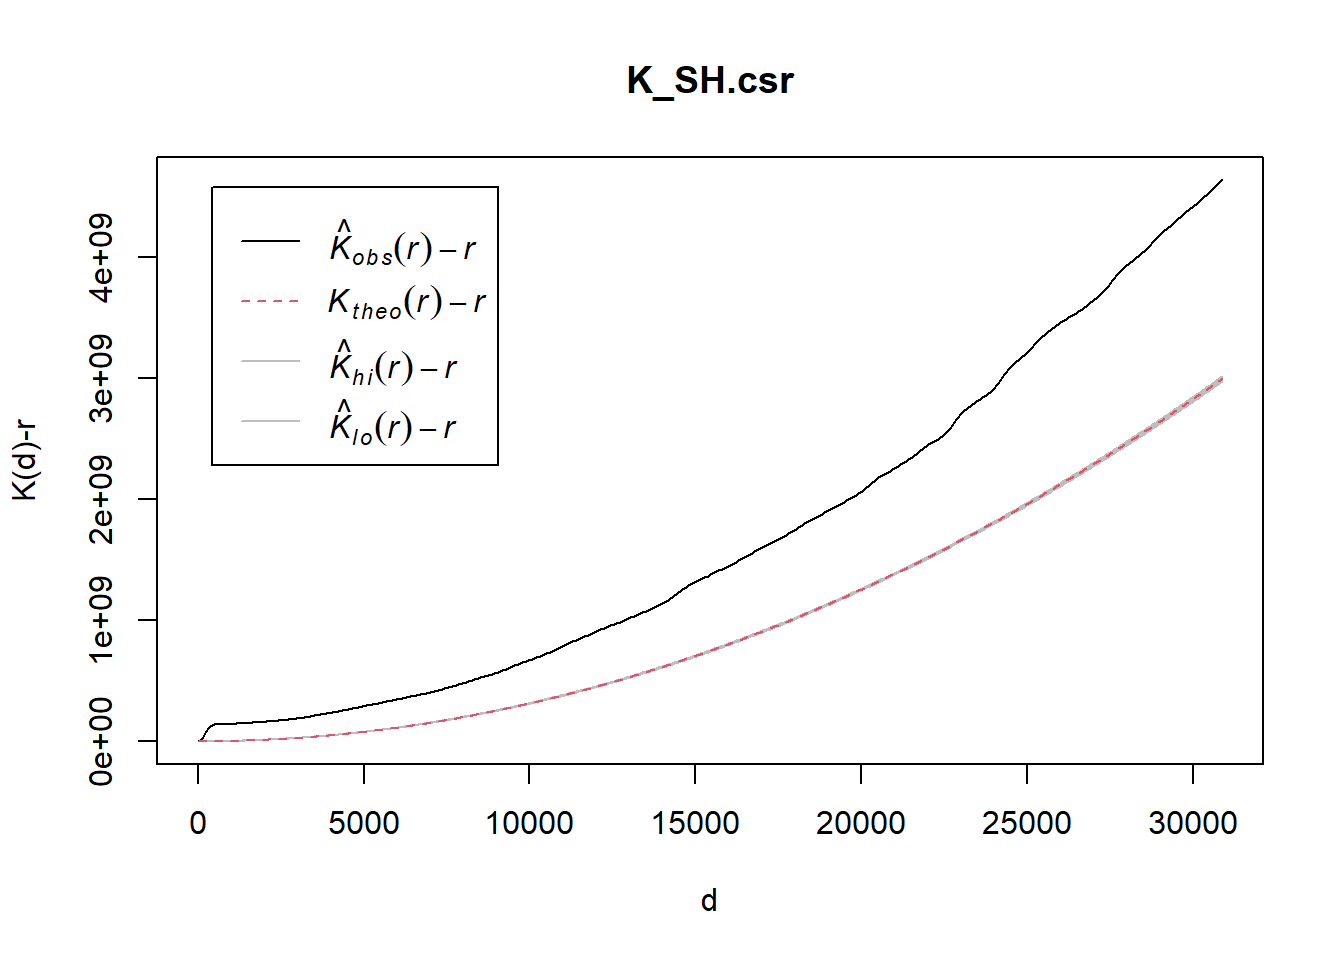 K_SH.csr
K̂obs(r) − r
Ktheo(r) − r
K̂hi(r) − r
K̂lo(r) − r
K(d)-r
4e+09
3e+09
2e+09
1e+09
0e+00
0 5000 10000 15000 20000 25000 30000
d